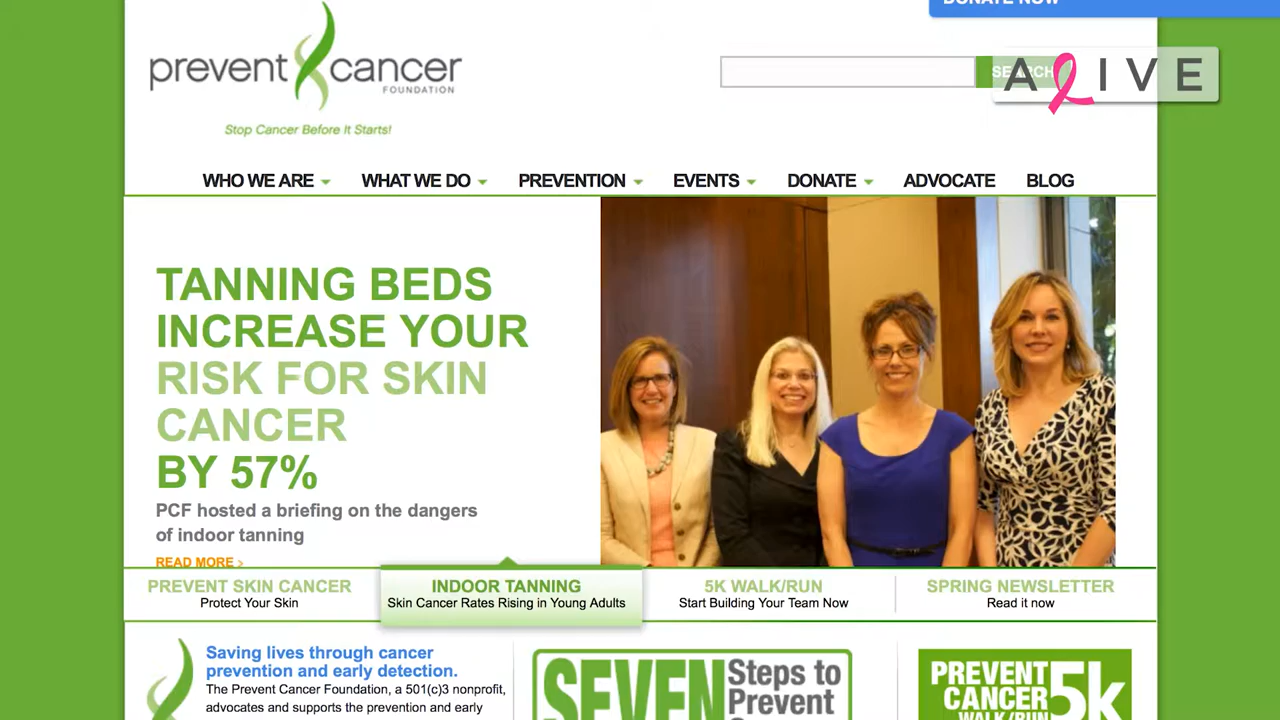 DONATE NOW
prevent cancer
FOUNDATION
Stop Cancer Before It Starts!
SEARCH
ALIVE
WHO WE ARE
WHAT WE DO
PREVENTION
EVENTS
DONATE
ADVOCATE
BLOG
TANNING BEDS
INCREASE YOUR
RISK FOR SKIN
CANCER
BY 57%
PCF hosted a briefing on the dangers
of indoor tanning
READ MORE >
PREVENT SKIN CANCER
Protect Your Skin
INDOOR TANNING
Skin Cancer Rates Rising in Young Adults
5K WALK/RUN
Start Building Your Team Now
SPRING NEWSLETTER
Read it now
Saving lives through cancer
prevention and early detection.
The Prevent Cancer Foundation, a 501(c)3 nonprofit,
advocates and supports the prevention and early
SEVEN Steps to
Prevent
PREVENT
CANCER 5k
WALK/RUN